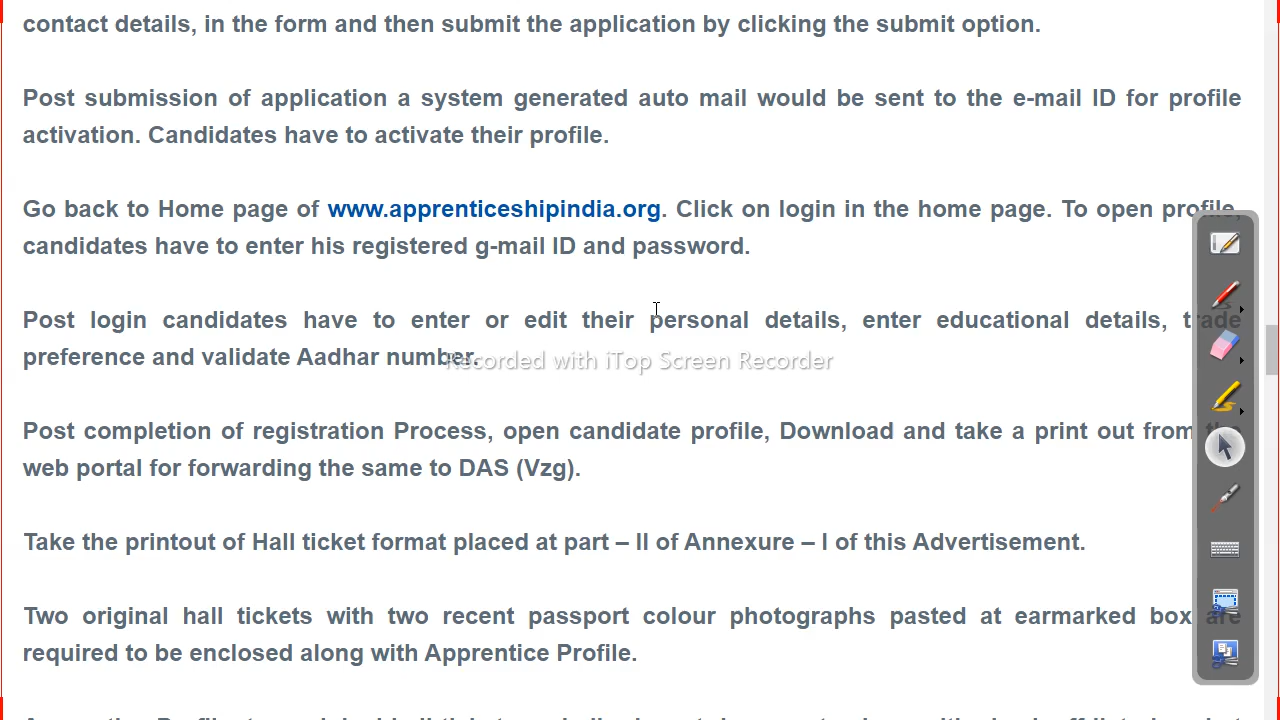 contact details, in the form and then submit the application by clicking the submit option.
Post submission of application a system generated auto mail would be sent to the e-mail ID for profile
activation. Candidates have to activate their profile.
Go back to Home page of www.apprenticeshipindia.org. Click on login in the home page. To open profile,
candidates have to enter his registered g-mail ID and password.
Post login candidates have to enter or edit their personal details, enter educational details, trade
preference and validate Aadhar number.
Recorded with iTop Screen Recorder
Post completion of registration Process, open candidate profile, Download and take a print out from the
web portal for forwarding the same to DAS (Vzg).
Take the printout of Hall ticket format placed at part – II of Annexure – I of this Advertisement.
Two original hall tickets with two recent passport colour photographs pasted at earmarked box are
required to be enclosed along with Apprentice Profile.